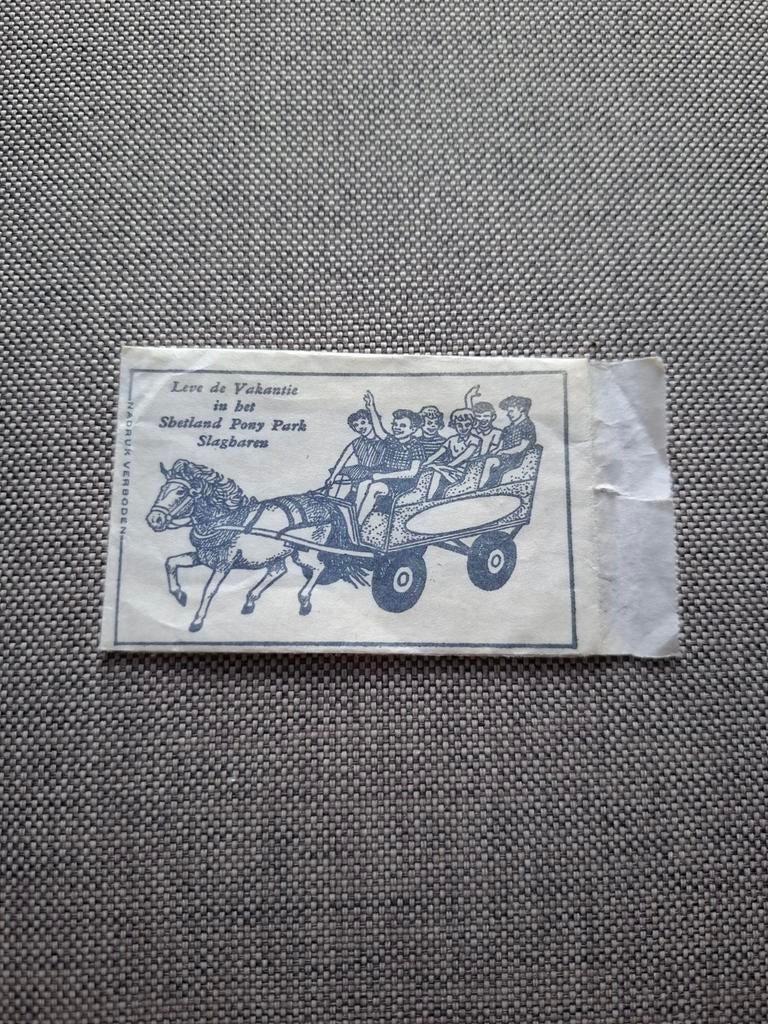 Leve de Vakantie
in het
Shetland Pony Park
Slagharen
NADRUK VERBODEN